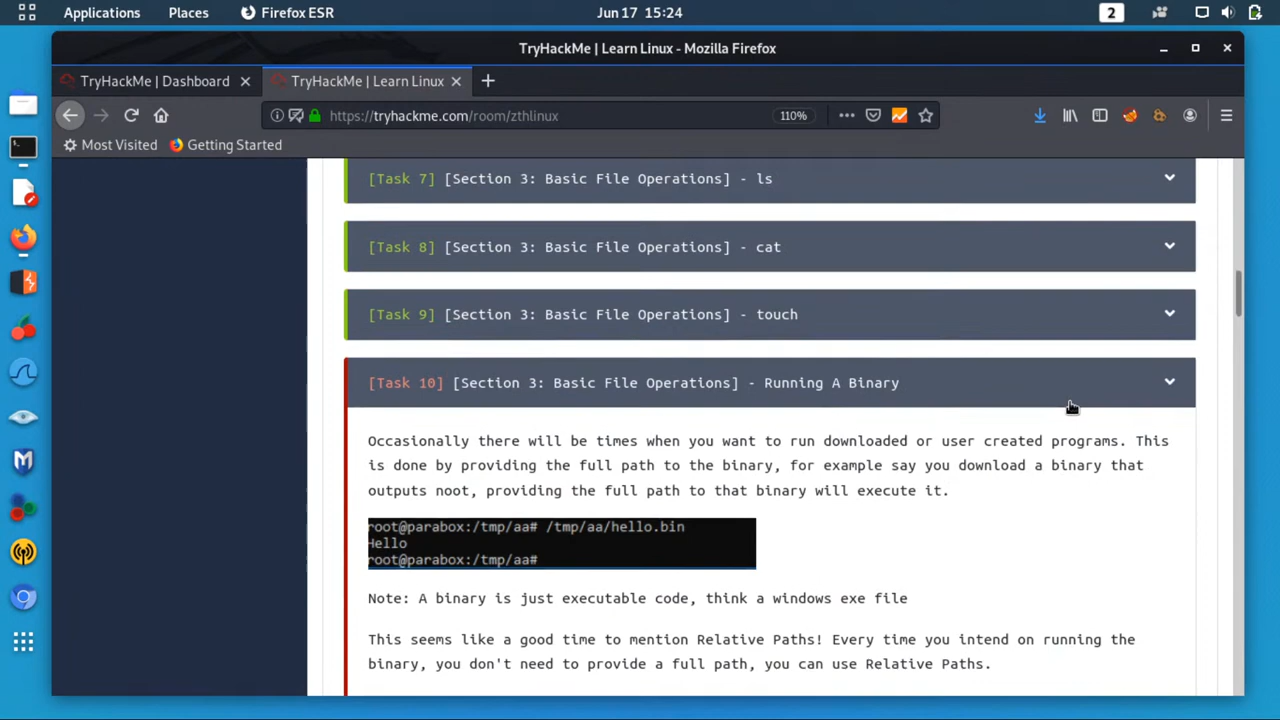 Applications Places Firefox ESR Jun 17 15:24 2
TryHackMe | Learn Linux - Mozilla Firefox
TryHackMe | Dashboard TryHackMe | Learn Linux
https://tryhackme.com/room/zthlinux 110%
Most Visited Getting Started
[Task 7] [Section 3: Basic File Operations] - ls
[Task 8] [Section 3: Basic File Operations] - cat
[Task 9] [Section 3: Basic File Operations] - touch
[Task 10] [Section 3: Basic File Operations] - Running A Binary
Occasionally there will be times when you want to run downloaded or user created programs. This
is done by providing the full path to the binary, for example say you download a binary that
outputs noot, providing the full path to that binary will execute it.
root@parabox:/tmp/aa# /tmp/aa/hello.bin
Hello
root@parabox:/tmp/aa#
Note: A binary is just executable code, think a windows exe file
This seems like a good time to mention Relative Paths! Every time you intend on running the
binary, you don't need to provide a full path, you can use Relative Paths.